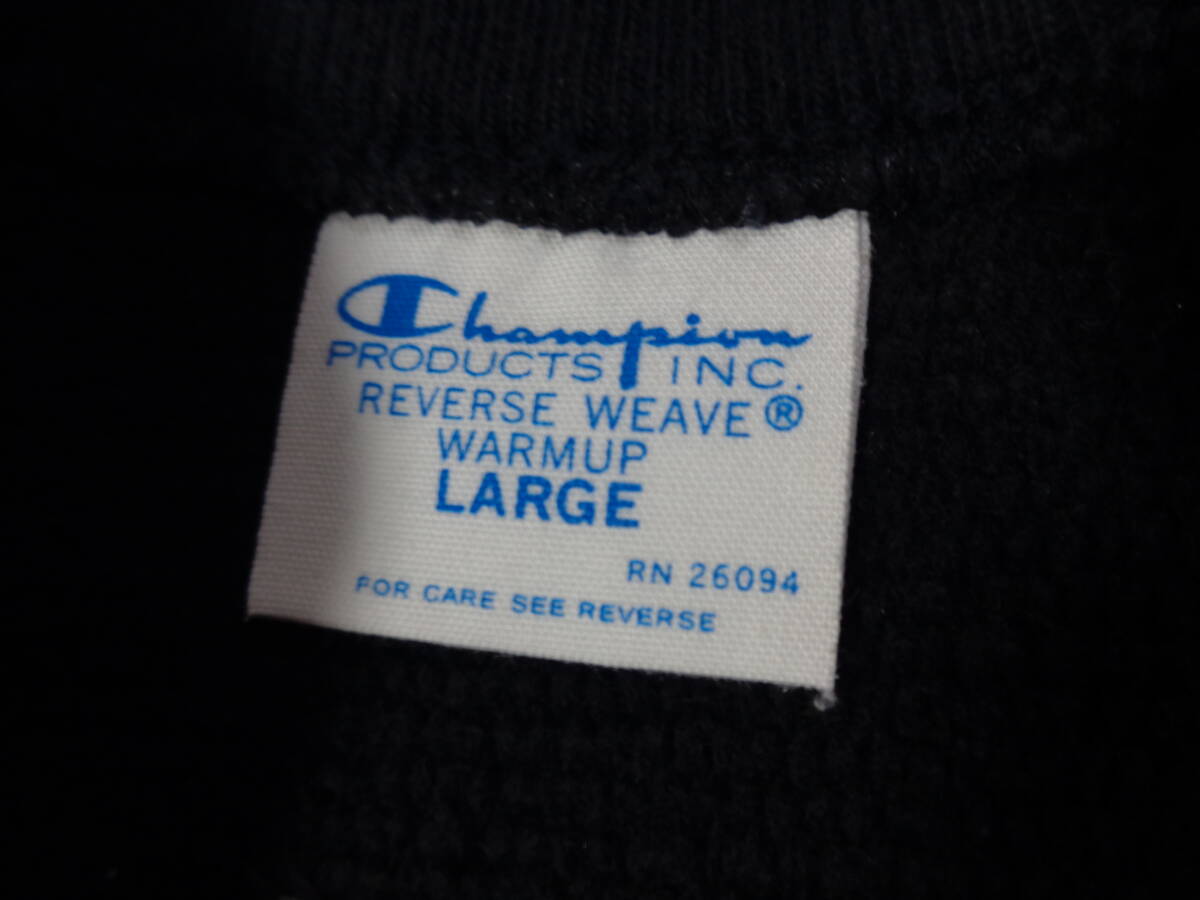 Champion
PRODUCTS INC.
REVERSE WEAVE®
WARMUP
LARGE
RN 26094
FOR CARE SEE REVERSE